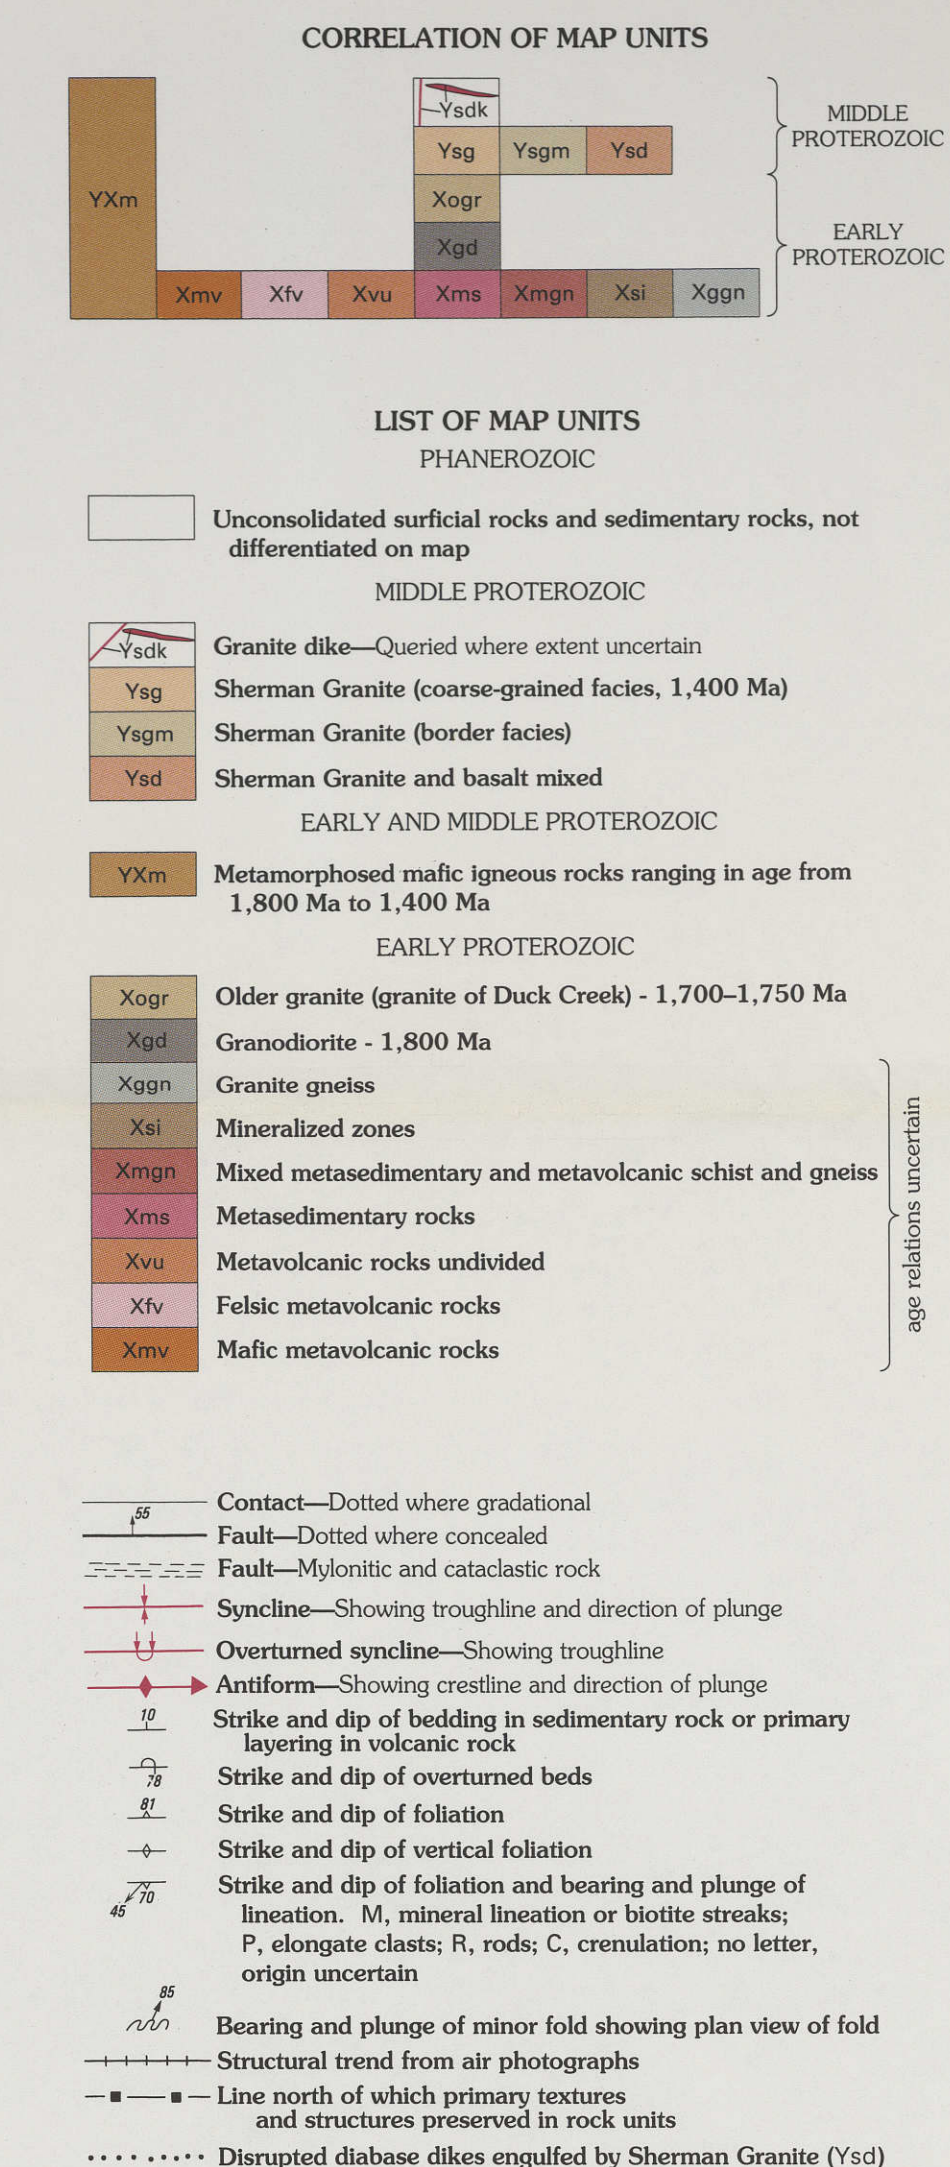 CORRELATION OF MAP UNITS
Ysdk
Ysg Ysgm Ysd
MIDDLE
PROTEROZOIC
YXm
Xogr
Xgd
EARLY
PROTEROZOIC
Xmv Xfv Xvu Xms Xmgn Xsi Xggn
LIST OF MAP UNITS
PHANEROZOIC
Unconsolidated surficial rocks and sedimentary rocks, not
differentiated on map
MIDDLE PROTEROZOIC
Ysdk Granite dike—Queried where extent uncertain
Ysg Sherman Granite (coarse-grained facies, 1,400 Ma)
Ysgm Sherman Granite (border facies)
Ysd Sherman Granite and basalt mixed
EARLY AND MIDDLE PROTEROZOIC
YXm Metamorphosed mafic igneous rocks ranging in age from
1,800 Ma to 1,400 Ma
EARLY PROTEROZOIC
Xogr Older granite (granite of Duck Creek) - 1,700–1,750 Ma
Xgd Granodiorite - 1,800 Ma
Xggn Granite gneiss
Xsi Mineralized zones
Xmgn Mixed metasedimentary and metavolcanic schist and gneiss
Xms Metasedimentary rocks
Xvu Metavolcanic rocks undivided
Xfv Felsic metavolcanic rocks
Xmv Mafic metavolcanic rocks
age relations uncertain
Contact—Dotted where gradational
55
Fault—Dotted where concealed
Fault—Mylonitic and cataclastic rock
Syncline—Showing troughline and direction of plunge
Overturned syncline—Showing troughline
Antiform—Showing crestline and direction of plunge
10 Strike and dip of bedding in sedimentary rock or primary
layering in volcanic rock
78 Strike and dip of overturned beds
81 Strike and dip of foliation
Strike and dip of vertical foliation
70 45 Strike and dip of foliation and bearing and plunge of
lineation. M, mineral lineation or biotite streaks;
P, elongate clasts; R, rods; C, crenulation; no letter,
origin uncertain
85
Bearing and plunge of minor fold showing plan view of fold
Structural trend from air photographs
Line north of which primary textures
and structures preserved in rock units
Disrupted diabase dikes engulfed by Sherman Granite (Ysd)